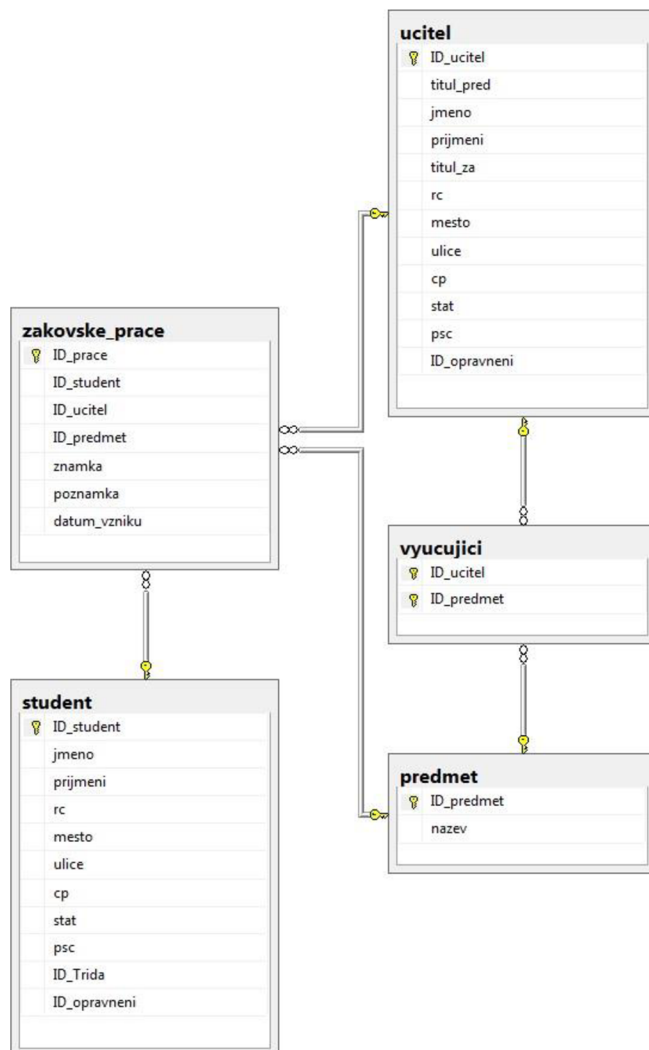 ucitel
ID_ucitel
titul_pred
jmeno
prijmeni
titul_za
rc
mesto
ulice
cp
stat
psc
ID_opravneni
zakovske_prace
ID_prace
ID_student
ID_ucitel
ID_predmet
znamka
poznamka
datum_vzniku
vyucujici
ID_ucitel
ID_predmet
student
ID_student
jmeno
prijmeni
rc
mesto
ulice
cp
stat
psc
ID_Trida
ID_opravneni
predmet
ID_predmet
nazev